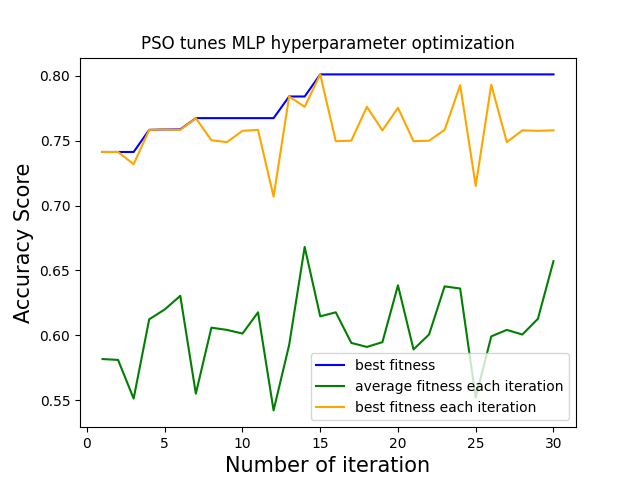 PSO tunes MLP hyperparameter optimization
Accuracy Score
0.80
0.75
0.70
0.65
0.60
0.55
best fitness
average fitness each iteration
best fitness each iteration
0 5 10 15 20 25 30
Number of iteration